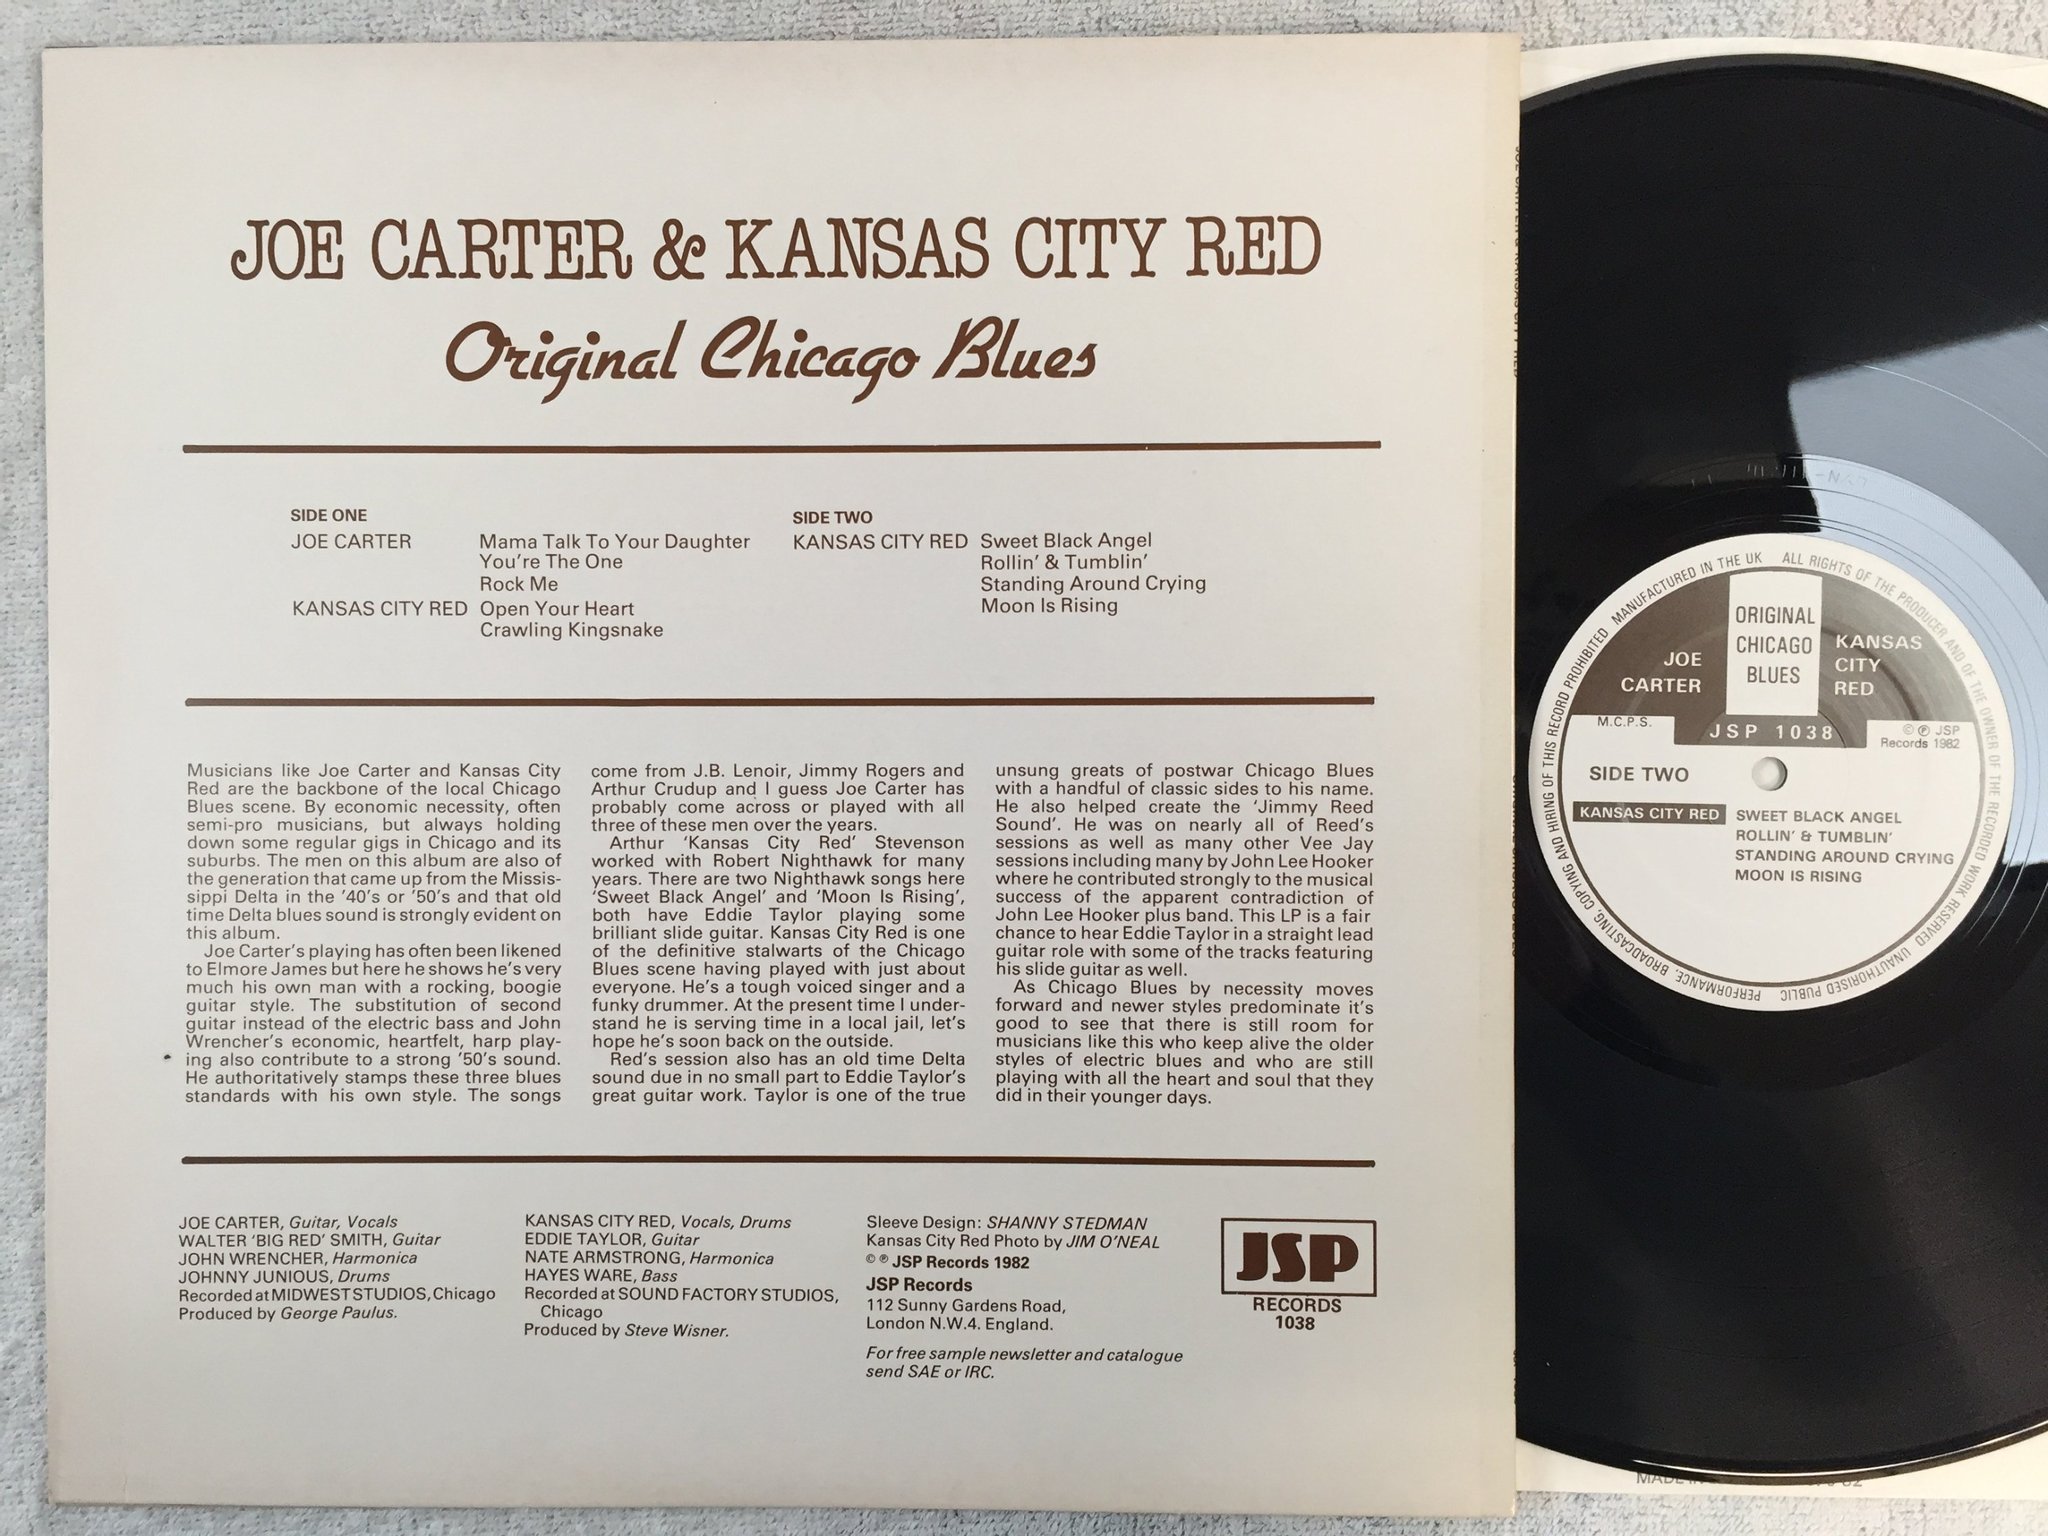 JOE CARTER & KANSAS CITY RED
Original Chicago Blues
SIDE ONE
JOE CARTER Mama Talk To Your Daughter
You're The One
Rock Me
KANSAS CITY RED Open Your Heart
Crawling Kingsnake
SIDE TWO
KANSAS CITY RED Sweet Black Angel
Rollin' & Tumblin'
Standing Around Crying
Moon Is Rising
Musicians like Joe Carter and Kansas City
Red are the backbone of the local Chicago
Blues scene. By economic necessity, often
semi-pro musicians, but always holding
down some regular gigs in Chicago and its
suburbs. The men on this album are also of
the generation that came up from the Missis-
sippi Delta in the '40's or '50's and that old
time Delta blues sound is strongly evident on
this album.
Joe Carter's playing has often been likened
to Elmore James but here he shows he's very
much his own man with a rocking, boogie
guitar style. The substitution of second
guitar instead of the electric bass and John
Wrencher's economic, heartfelt, harp play-
ing also contribute to a strong '50's sound.
He authoritatively stamps these three blues
standards with his own style. The songs
come from J.B. Lenoir, Jimmy Rogers and
Arthur Crudup and I guess Joe Carter has
probably come across or played with all
three of these men over the years.
Arthur 'Kansas City Red' Stevenson
worked with Robert Nighthawk for many
years. There are two Nighthawk songs here
'Sweet Black Angel' and 'Moon Is Rising',
both have Eddie Taylor playing some
brilliant slide guitar. Kansas City Red is one
of the definitive stalwarts of the Chicago
Blues scene having played with just about
everyone. He's a tough voiced singer and a
funky drummer. At the present time I under-
stand he is serving time in a local jail, let's
hope he's soon back on the outside.
Red's session also has an old time Delta
sound due in no small part to Eddie Taylor's
great guitar work. Taylor is one of the true
unsung greats of postwar Chicago Blues
with a handful of classic sides to his name.
He also helped create the 'Jimmy Reed
Sound'. He was on nearly all of Reed's
sessions as well as many other Vee Jay
sessions including many by John Lee Hooker
where he contributed strongly to the musical
success of the apparent contradiction of
John Lee Hooker plus band. This LP is a fair
chance to hear Eddie Taylor in a straight lead
guitar role with some of the tracks featuring
his slide guitar as well.
As Chicago Blues by necessity moves
forward and newer styles predominate it's
good to see that there is still room for
musicians like this who keep alive the older
styles of electric blues and who are still
playing with all the heart and soul that they
did in their younger days.
JOE CARTER, Guitar, Vocals
WALTER 'BIG RED' SMITH, Guitar
JOHN WRENCHER, Harmonica
JOHNNY JUNIOUS, Drums
Recorded at MIDWEST STUDIOS, Chicago
Produced by George Paulus.
KANSAS CITY RED, Vocals, Drums
EDDIE TAYLOR, Guitar
NATE ARMSTRONG, Harmonica
HAYES WARE, Bass
Recorded at SOUND FACTORY STUDIOS,
Chicago
Produced by Steve Wisner.
Sleeve Design: SHANNY STEDMAN
Kansas City Red Photo by JIM O'NEAL
© ℗ JSP Records 1982
JSP Records
112 Sunny Gardens Road,
London N.W.4. England.
For free sample newsletter and catalogue
send SAE or IRC.
JSP
RECORDS
1038
MANUFACTURED IN THE UK ALL RIGHTS OF THE PRODUCER AND OF THE OWNER OF THE RECORDED WORK RESERVED UNAUTHORISED PUBLIC PERFORMANCE, BROADCASTING, COPYING AND HIRING OF THIS RECORD PROHIBITED
JOE
CARTER
ORIGINAL
CHICAGO
BLUES
KANSAS
CITY
RED
M.C.P.S.
JSP 1038
© ℗ JSP
Records 1982
SIDE TWO
KANSAS CITY RED SWEET BLACK ANGEL
ROLLIN' & TUMBLIN'
STANDING AROUND CRYING
MOON IS RISING